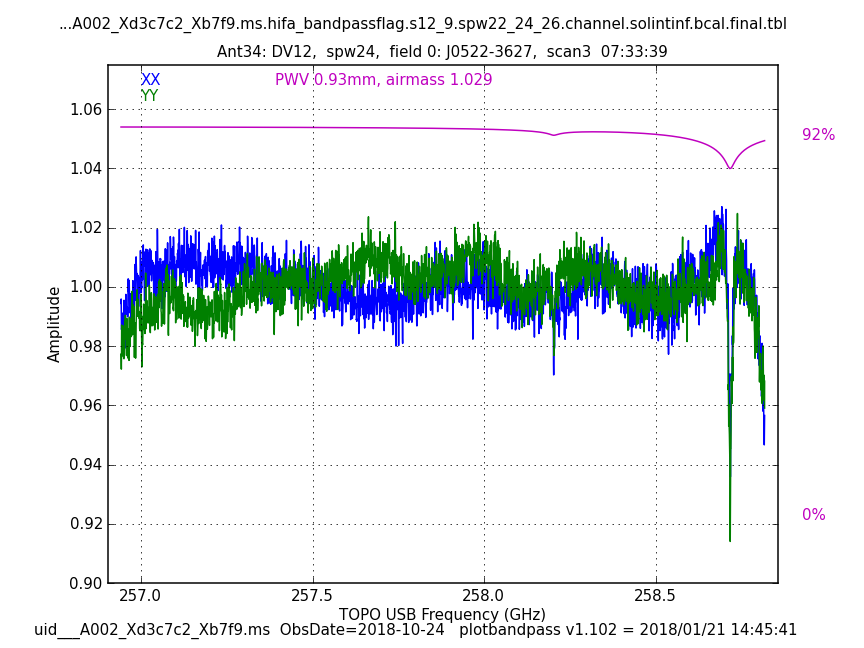 ...A002_Xd3c7c2_Xb7f9.ms.hifa_bandpassflag.s12_9.spw22_24_26.channel.solintinf.bcal.final.tbl
Ant34: DV12,  spw24,  field 0: J0522-3627,  scan3  07:33:39
XX
YY
PWV 0.93mm, airmass 1.029
1.06
1.04
1.02
1.00
0.98
0.96
0.94
0.92
0.90
Amplitude
92%
0%
257.0
257.5
258.0
258.5
TOPO USB Frequency (GHz)
uid___A002_Xd3c7c2_Xb7f9.ms  ObsDate=2018-10-24   plotbandpass v1.102 = 2018/01/21 14:45:41